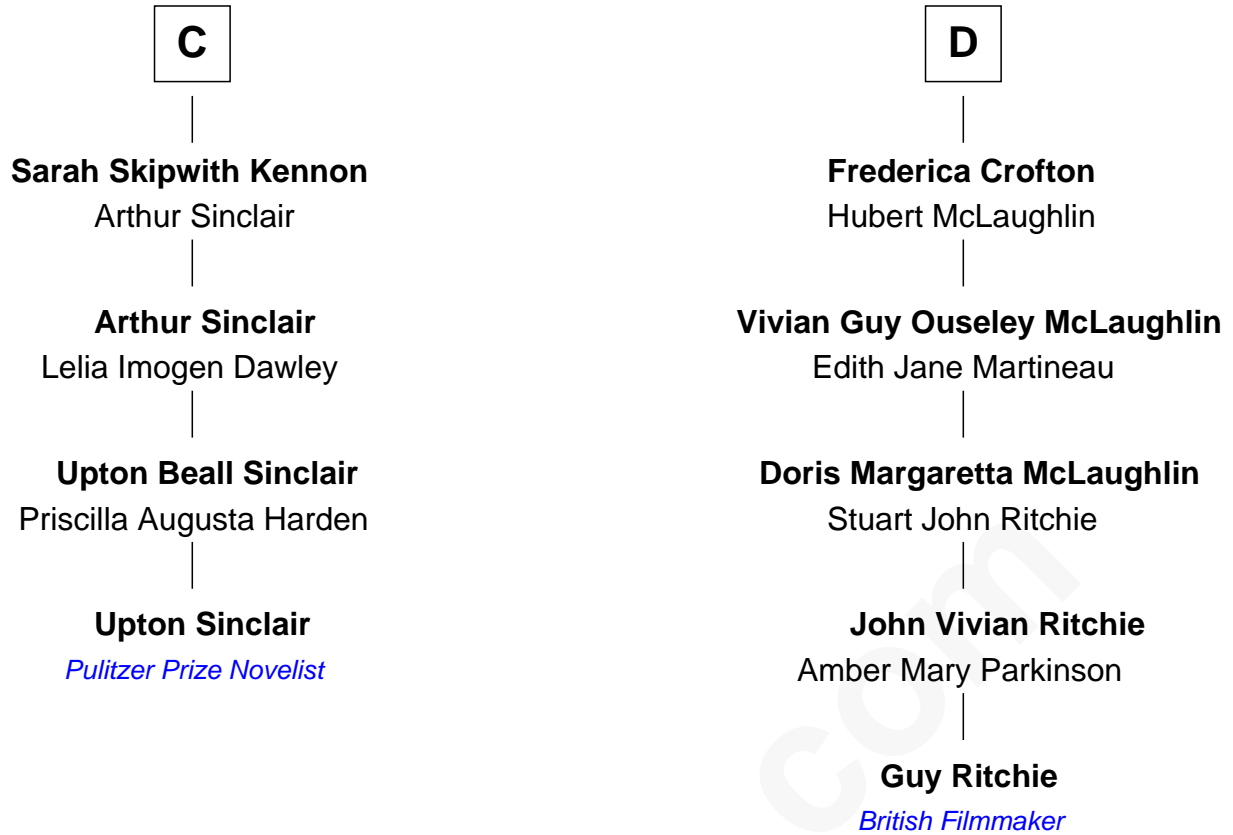 C
Sarah Skipwith Kennon
Arthur Sinclair
Arthur Sinclair
Lelia Imogen Dawley
Upton Beall Sinclair
Priscilla Augusta Harden
Upton Sinclair
Pulitzer Prize Novelist
D
Frederica Crofton
Hubert McLaughlin
Vivian Guy Ouseley McLaughlin
Edith Jane Martineau
Doris Margaretta McLaughlin
Stuart John Ritchie
John Vivian Ritchie
Amber Mary Parkinson
Guy Ritchie
British Filmmaker
com